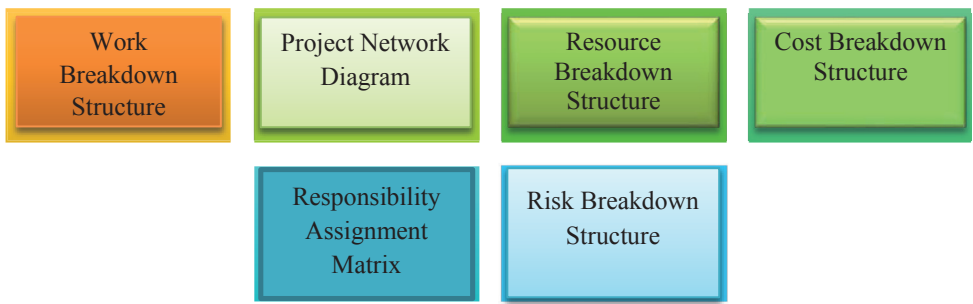 Work
Breakdown
Structure
Project Network
Diagram
Resource
Breakdown
Structure
Cost Breakdown
Structure
Responsibility
Assignment
Matrix
Risk Breakdown
Structure